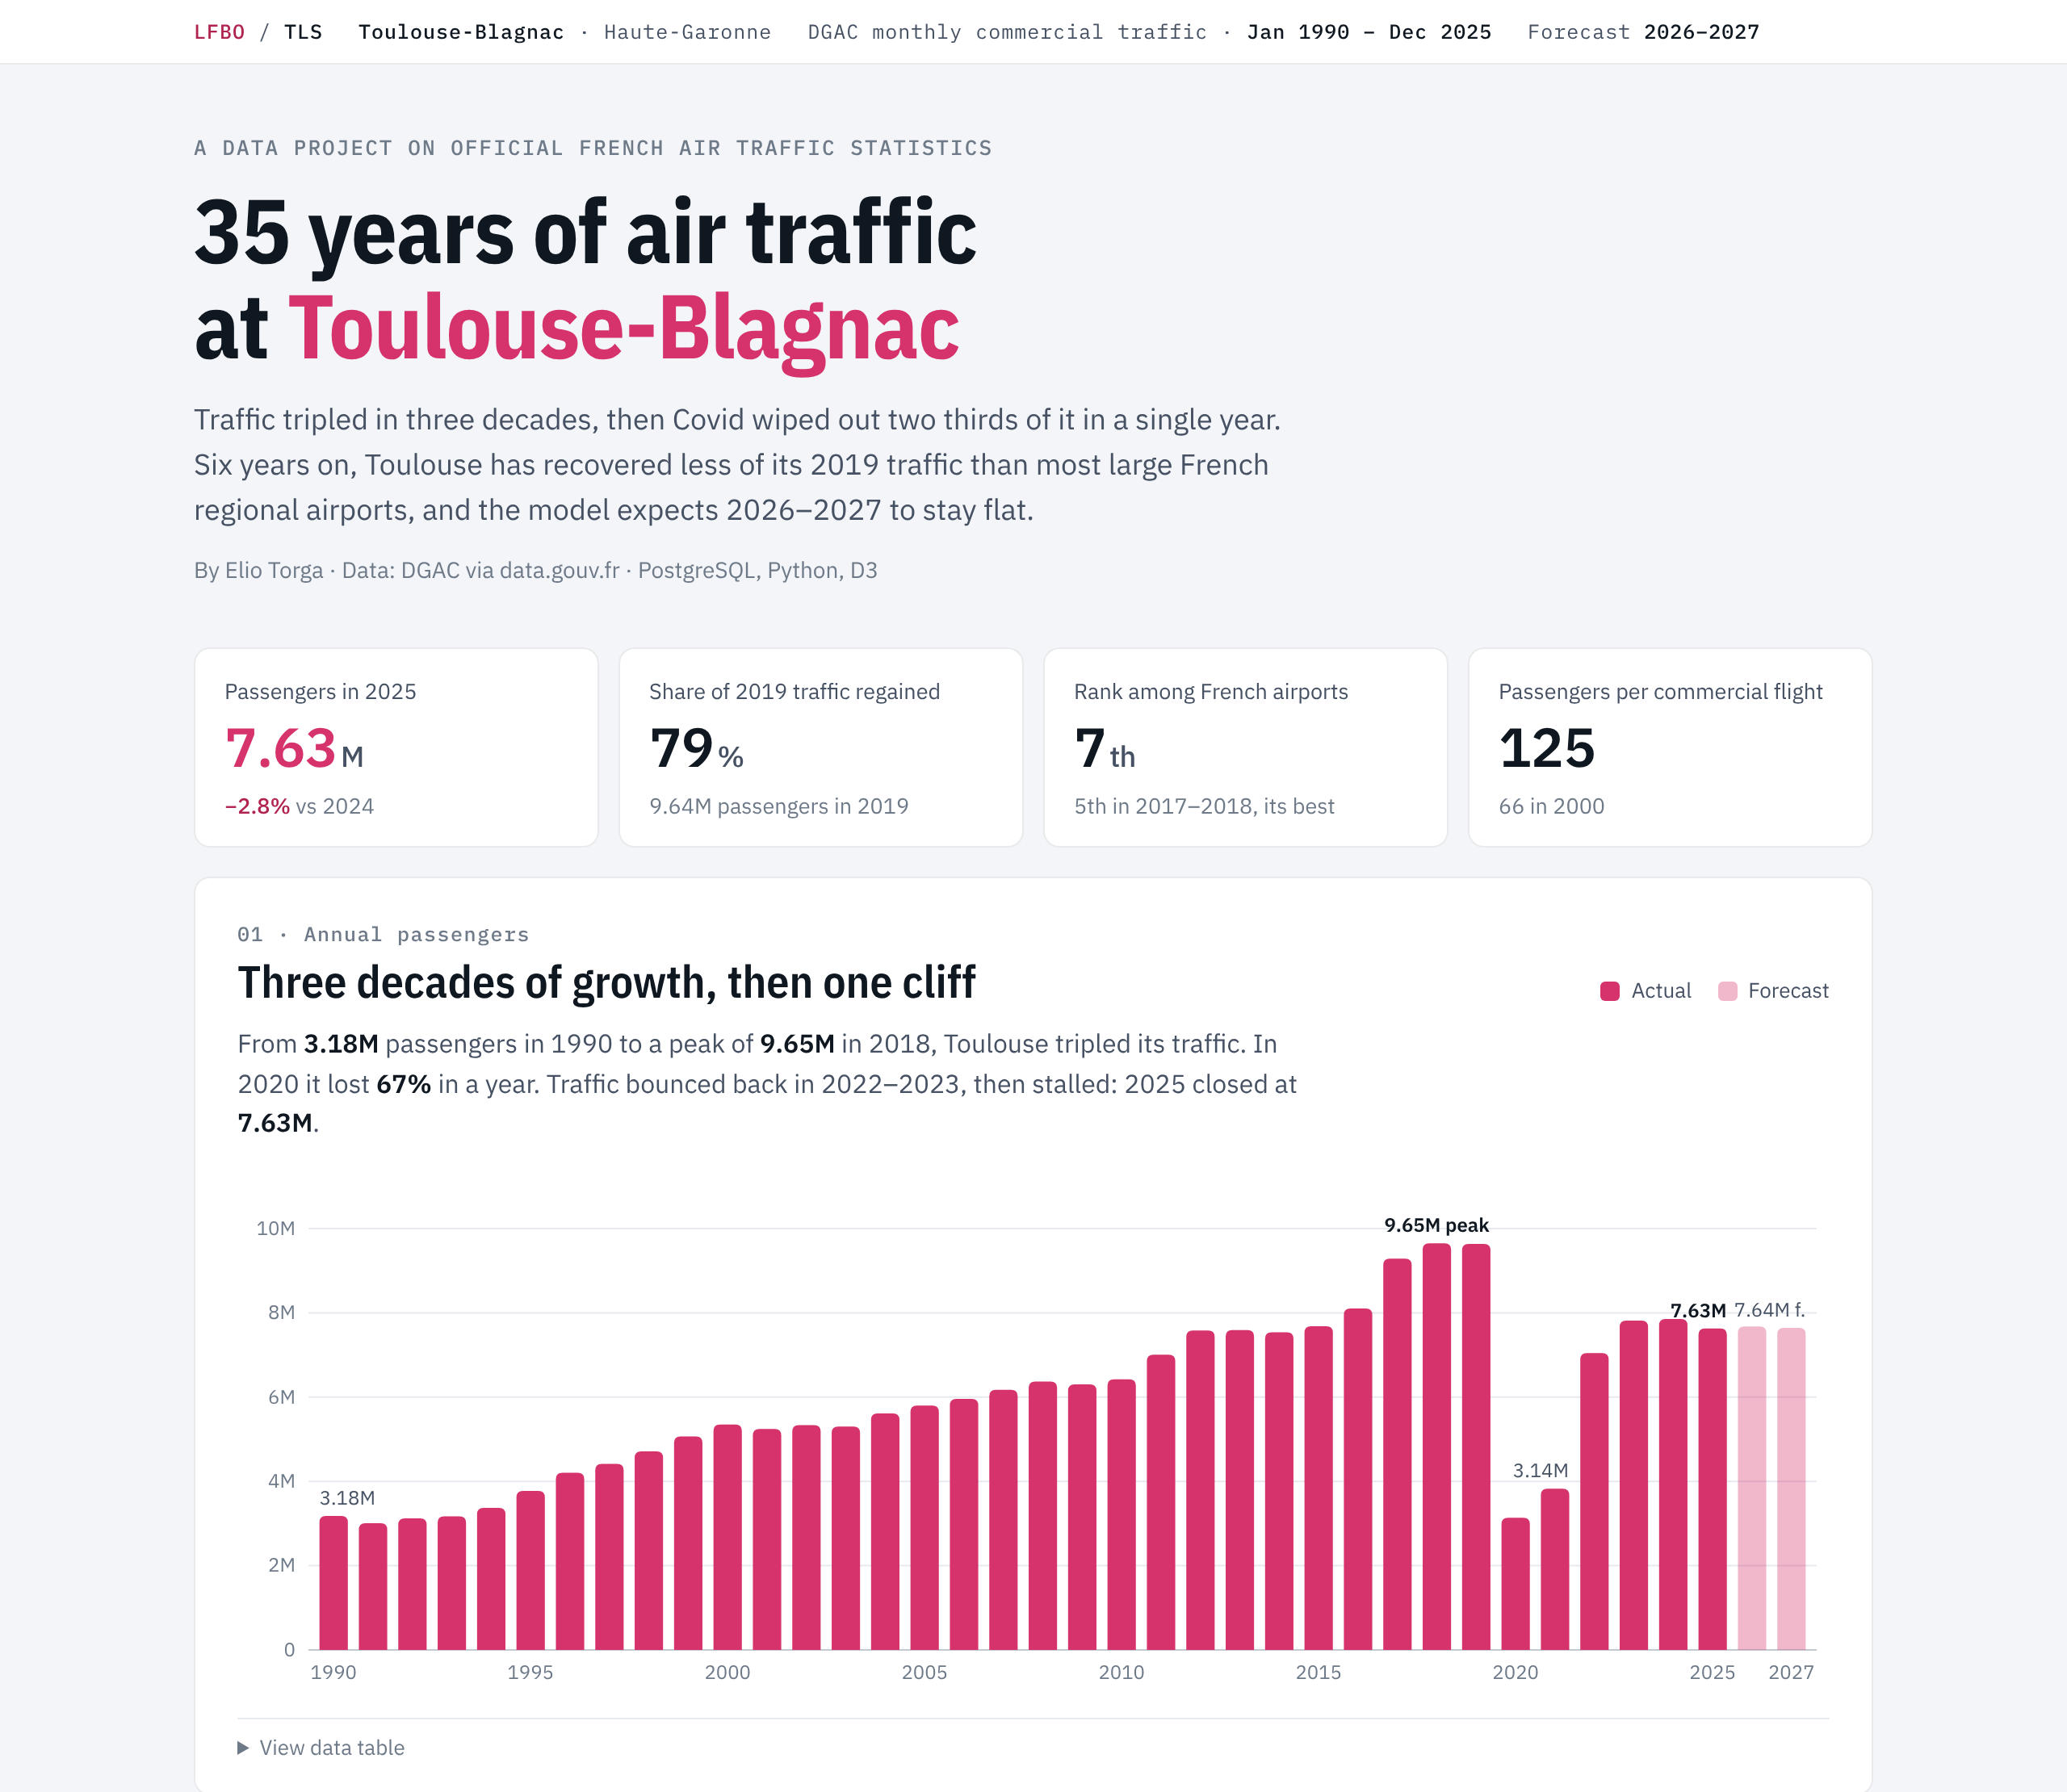 LFBO / TLS Toulouse-Blagnac · Haute-Garonne DGAC monthly commercial traffic · Jan 1990 – Dec 2025 Forecast 2026–2027
A DATA PROJECT ON OFFICIAL FRENCH AIR TRAFFIC STATISTICS
35 years of air traffic
at Toulouse-Blagnac
Traffic tripled in three decades, then Covid wiped out two thirds of it in a single year.
Six years on, Toulouse has recovered less of its 2019 traffic than most large French
regional airports, and the model expects 2026–2027 to stay flat.
By Elio Torga · Data: DGAC via data.gouv.fr · PostgreSQL, Python, D3
Passengers in 2025
7.63 M
−2.8% vs 2024
Share of 2019 traffic regained
79 %
9.64M passengers in 2019
Rank among French airports
7 th
5th in 2017–2018, its best
Passengers per commercial flight
125
66 in 2000
01 · Annual passengers
Three decades of growth, then one cliff
Actual Forecast
From 3.18M passengers in 1990 to a peak of 9.65M in 2018, Toulouse tripled its traffic. In
2020 it lost 67% in a year. Traffic bounced back in 2022–2023, then stalled: 2025 closed at
7.63M.
10M
9.65M peak
8M
7.63M 7.64M f.
6M
4M
3.18M
3.14M
2M
0
1990 1995 2000 2005 2010 2015 2020 2025 2027
▶ View data table